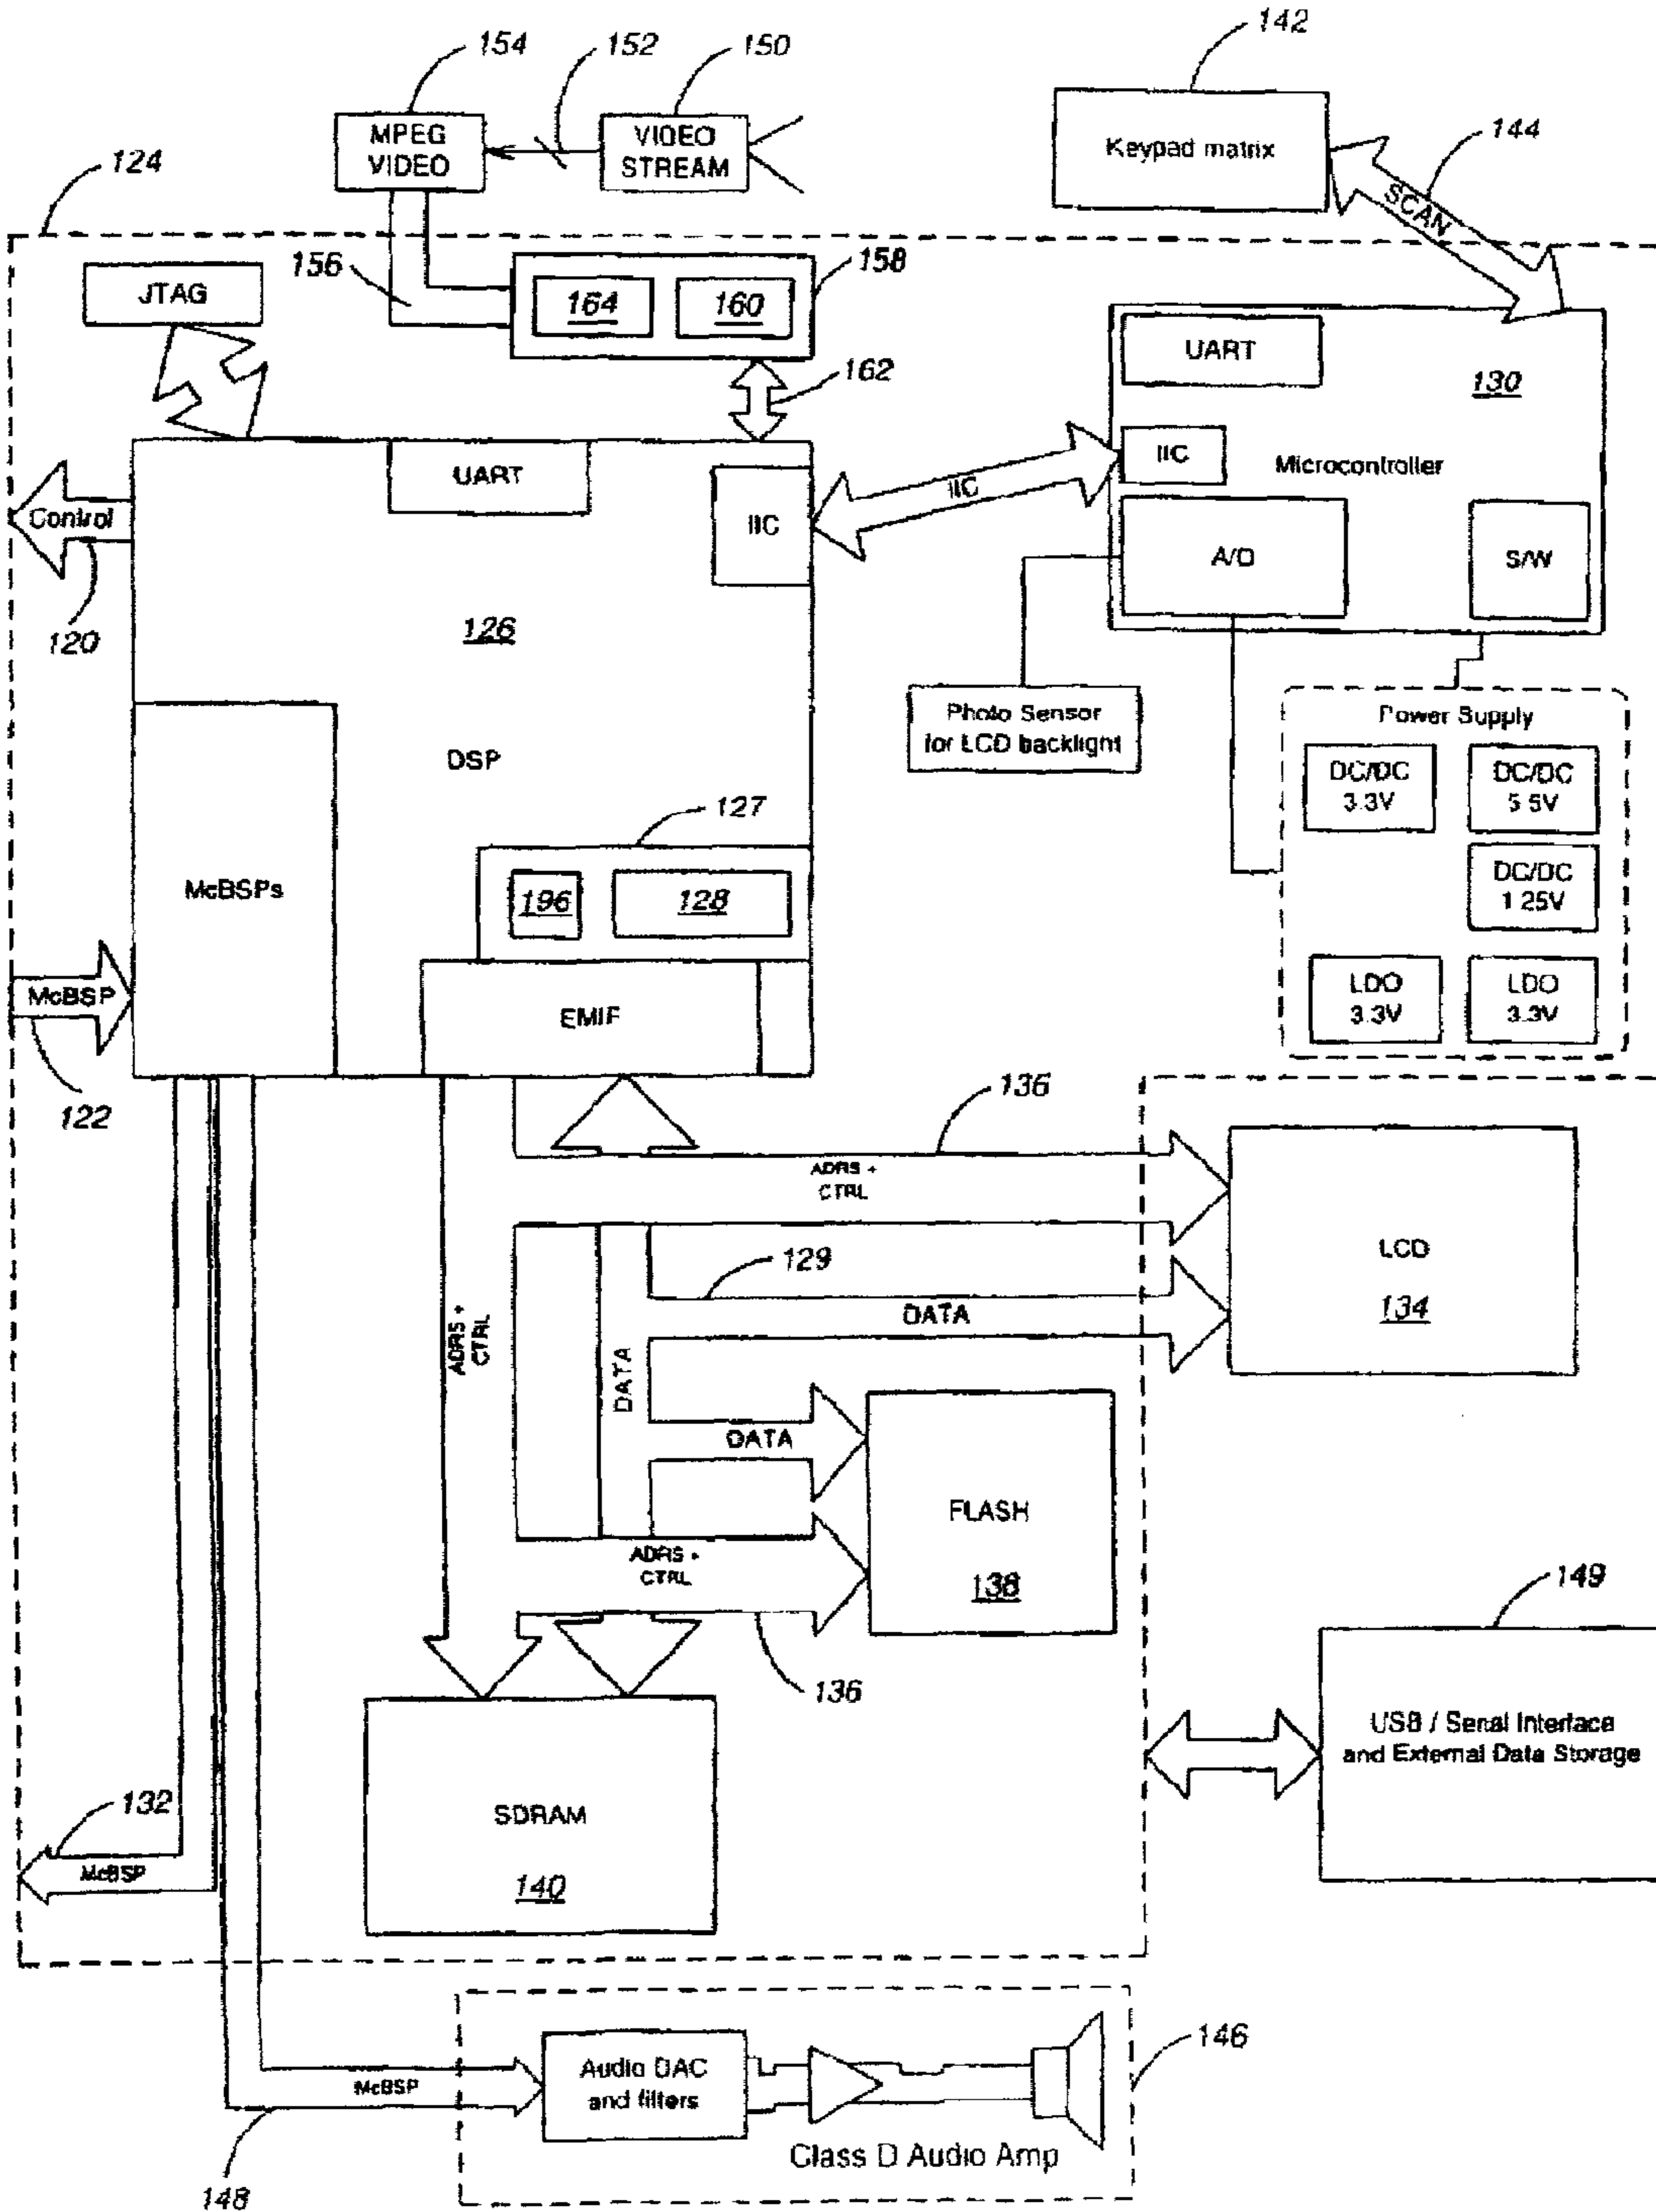 154
152
150
142
MPEG
VIDEO
VIDEO
STREAM
Keypad matrix
144
SCAN
124
JTAG
156
164
160
158
162
UART
130
IIC
Microcontroller
A/D
S/W
UART
IIC
IIC
Control
120
126
DSP
Photo Sensor
for LCD backlight
Power Supply
DC/DC
3.3V
DC/DC
5 5V
DC/DC
1 25V
LDO
3.3V
LDO
3.3V
127
196
128
McBSPs
EMIF
McBSP
122
136
ADRS +
CTRL
129
DATA
LCD
134
ADRS +
CTRL
DATA
DATA
FLASH
138
ADRS +
CTRL
136
149
USB / Serial Interface
and External Data Storage
SDRAM
140
132
McBSP
146
Audio DAC
and filters
McBSP
Class D Audio Amp
148